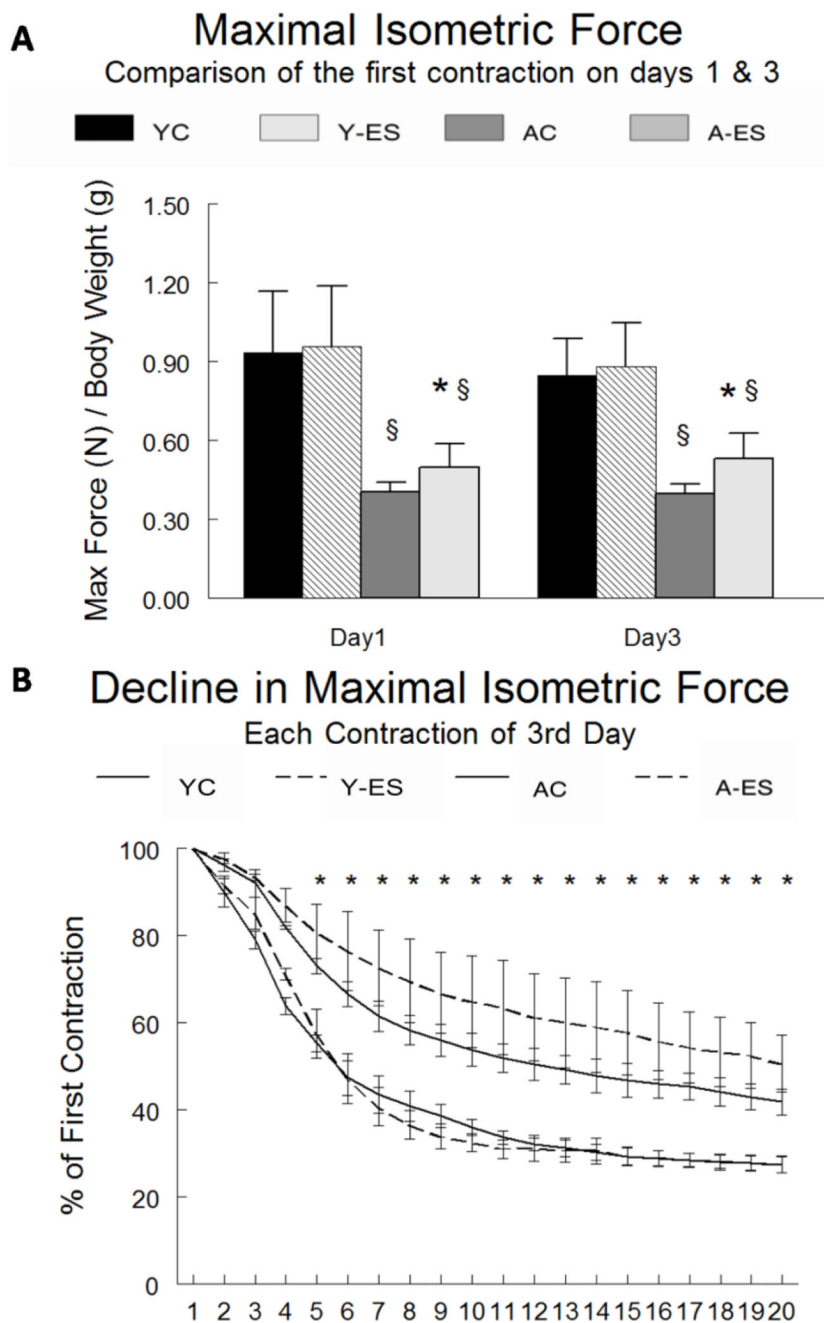 A
Maximal Isometric Force
Comparison of the first contraction on days 1 & 3
YC Y-ES AC A-ES
Max Force (N) / Body Weight (g)
1.50
1.20
0.90
0.60
0.30
0.00
§ * § § * §
Day1 Day3
B
Decline in Maximal Isometric Force
Each Contraction of 3rd Day
YC Y-ES AC A-ES
% of First Contraction
100
80
60
40
20
0
* * * * * * * * * * * * * * * *
1 2 3 4 5 6 7 8 9 10 11 12 13 14 15 16 17 18 19 20